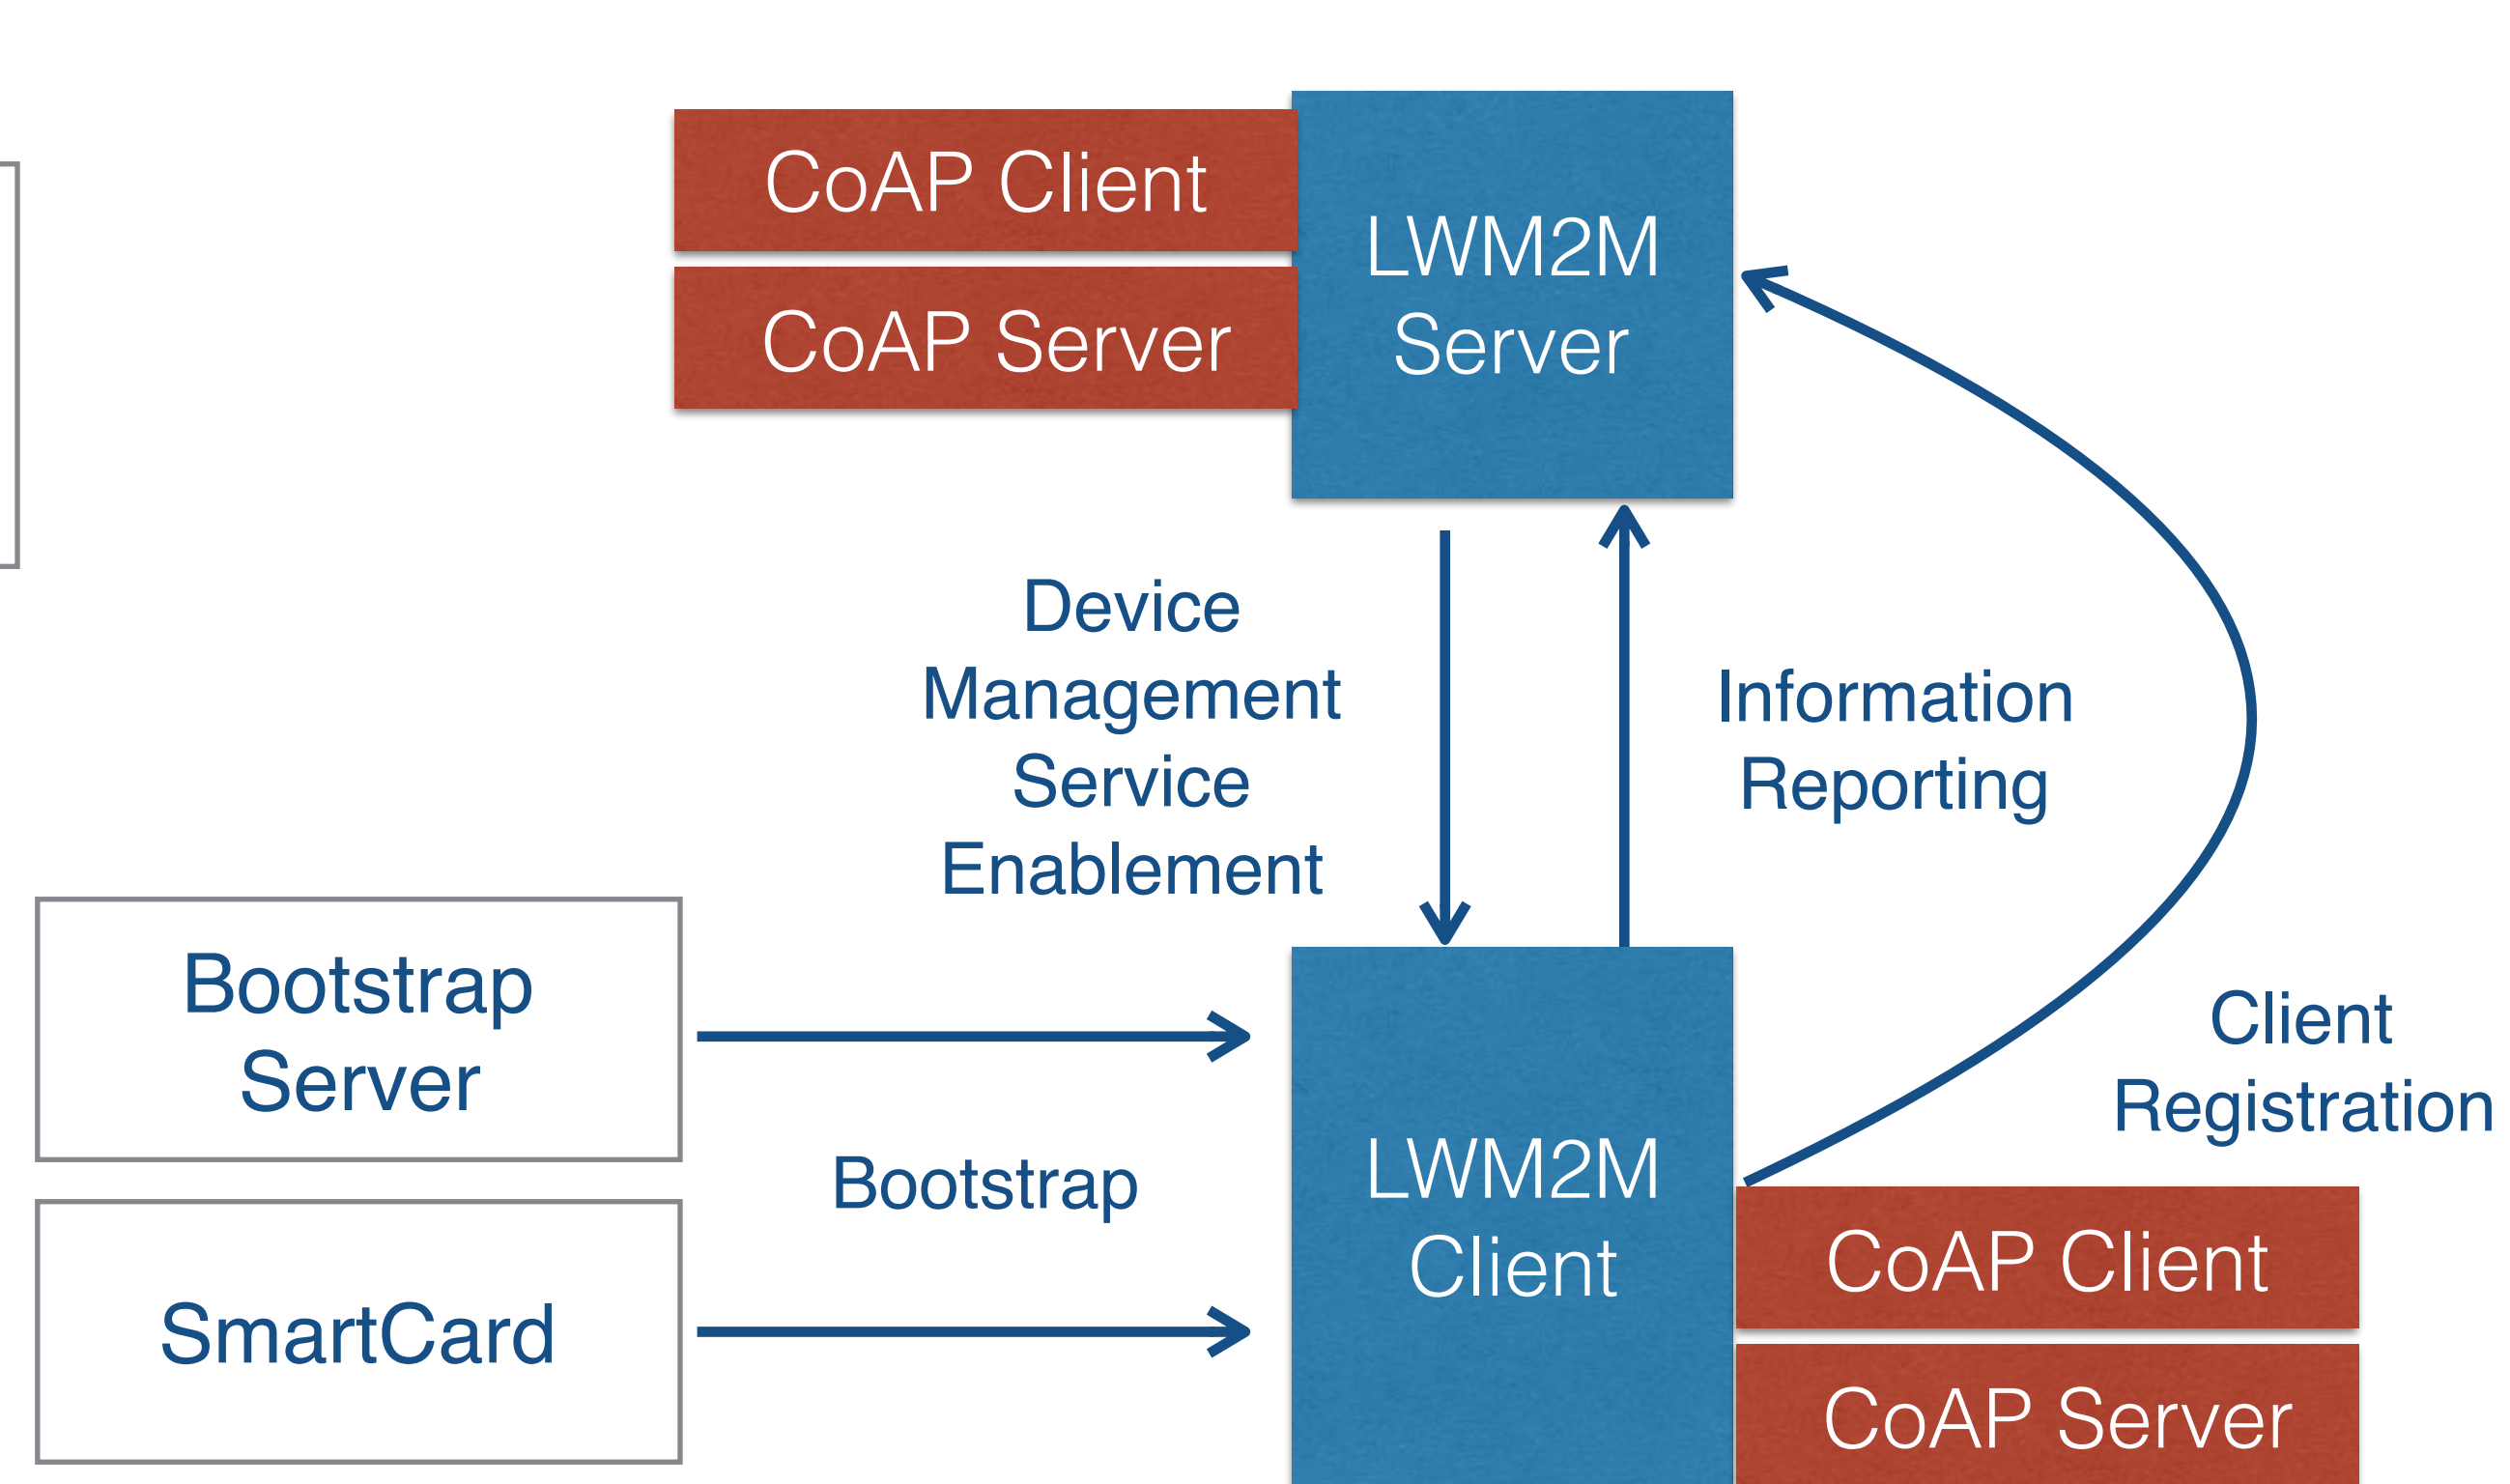 CoAP Client
CoAP Server
LWM2M
Server
Device
Management
Service
Enablement
Information
Reporting
Client
Registration
Bootstrap
Server
Bootstrap
SmartCard
LWM2M
Client
CoAP Client
CoAP Server